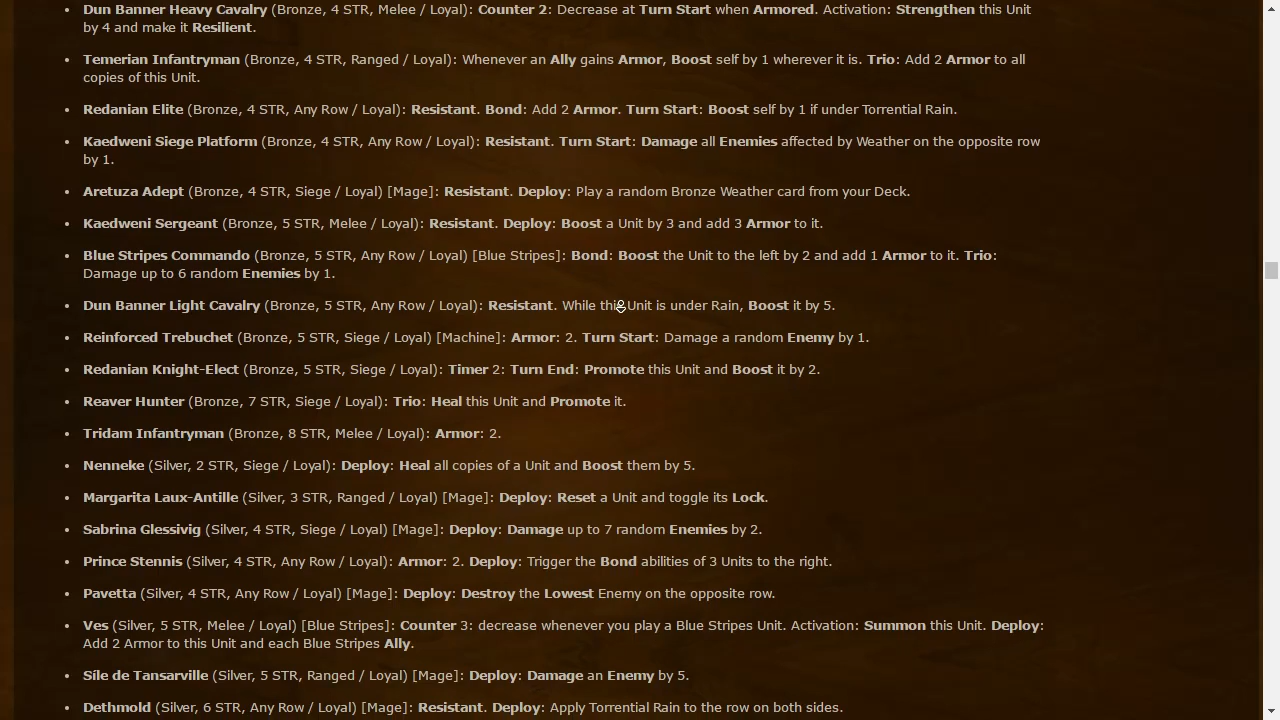 Dun Banner Heavy Cavalry (Bronze, 4 STR, Melee / Loyal): Counter 2: Decrease at Turn Start when Armored. Activation: Strengthen this Unit
by 4 and make it Resilient.
Temerian Infantryman (Bronze, 4 STR, Ranged / Loyal): Whenever an Ally gains Armor, Boost self by 1 wherever it is. Trio: Add 2 Armor to all
copies of this Unit.
Redanian Elite (Bronze, 4 STR, Any Row / Loyal): Resistant. Bond: Add 2 Armor. Turn Start: Boost self by 1 if under Torrential Rain.
Kaedweni Siege Platform (Bronze, 4 STR, Any Row / Loyal): Resistant. Turn Start: Damage all Enemies affected by Weather on the opposite row
by 1.
Aretuza Adept (Bronze, 4 STR, Siege / Loyal) [Mage]: Resistant. Deploy: Play a random Bronze Weather card from your Deck.
Kaedweni Sergeant (Bronze, 5 STR, Melee / Loyal): Resistant. Deploy: Boost a Unit by 3 and add 3 Armor to it.
Blue Stripes Commando (Bronze, 5 STR, Any Row / Loyal) [Blue Stripes]: Bond: Boost the Unit to the left by 2 and add 1 Armor to it. Trio:
Damage up to 6 random Enemies by 1.
Dun Banner Light Cavalry (Bronze, 5 STR, Any Row / Loyal): Resistant. While this Unit is under Rain, Boost it by 5.
Reinforced Trebuchet (Bronze, 5 STR, Siege / Loyal) [Machine]: Armor: 2. Turn Start: Damage a random Enemy by 1.
Redanian Knight-Elect (Bronze, 5 STR, Siege / Loyal): Timer 2: Turn End: Promote this Unit and Boost it by 2.
Reaver Hunter (Bronze, 7 STR, Siege / Loyal): Trio: Heal this Unit and Promote it.
Tridam Infantryman (Bronze, 8 STR, Melee / Loyal): Armor: 2.
Nenneke (Silver, 2 STR, Siege / Loyal): Deploy: Heal all copies of a Unit and Boost them by 5.
Margarita Laux-Antille (Silver, 3 STR, Ranged / Loyal) [Mage]: Deploy: Reset a Unit and toggle its Lock.
Sabrina Glessivig (Silver, 4 STR, Siege / Loyal) [Mage]: Deploy: Damage up to 7 random Enemies by 2.
Prince Stennis (Silver, 4 STR, Any Row / Loyal): Armor: 2. Deploy: Trigger the Bond abilities of 3 Units to the right.
Pavetta (Silver, 4 STR, Any Row / Loyal) [Mage]: Deploy: Destroy the Lowest Enemy on the opposite row.
Ves (Silver, 5 STR, Melee / Loyal) [Blue Stripes]: Counter 3: decrease whenever you play a Blue Stripes Unit. Activation: Summon this Unit. Deploy:
Add 2 Armor to this Unit and each Blue Stripes Ally.
Síle de Tansarville (Silver, 5 STR, Ranged / Loyal) [Mage]: Deploy: Damage an Enemy by 5.
Dethmold (Silver, 6 STR, Any Row / Loyal) [Mage]: Resistant. Deploy: Apply Torrential Rain to the row on both sides.